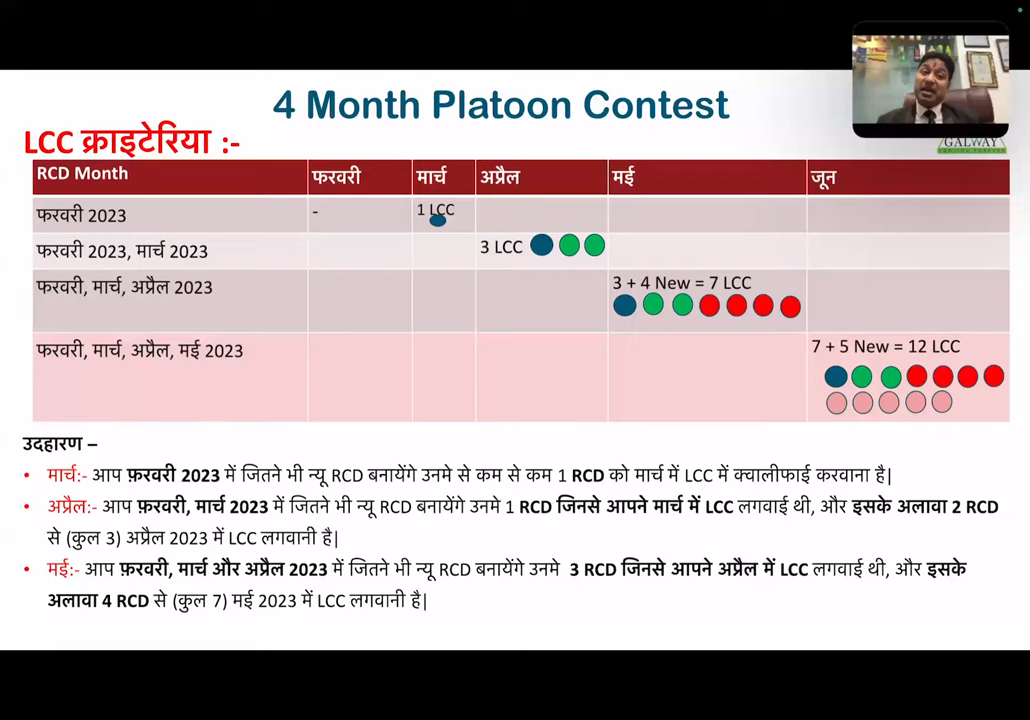 4 Month Platoon Contest
LCC क्राइटेरिया :-
GALWAY
RCD Month फरवरी मार्च अप्रैल मई जून
फरवरी 2023 - 1 LCC
फरवरी 2023, मार्च 2023 3 LCC
फरवरी, मार्च, अप्रैल 2023 3 + 4 New = 7 LCC
फरवरी, मार्च, अप्रैल, मई 2023 7 + 5 New = 12 LCC
उदहारण –
• मार्च:- आप फ़रवरी 2023 में जितने भी न्यू RCD बनायेंगे उनमे से कम से कम 1 RCD को मार्च में LCC में क्वालीफाई करवाना है|
• अप्रैल:- आप फ़रवरी, मार्च 2023 में जितने भी न्यू RCD बनायेंगे उनमे 1 RCD जिनसे आपने मार्च में LCC लगवाई थी, और इसके अलावा 2 RCD
से (कुल 3) अप्रैल 2023 में LCC लगवानी है|
• मई:- आप फ़रवरी, मार्च और अप्रैल 2023 में जितने भी न्यू RCD बनायेंगे उनमे 3 RCD जिनसे आपने अप्रैल में LCC लगवाई थी, और इसके
अलावा 4 RCD से (कुल 7) मई 2023 में LCC लगवानी है|